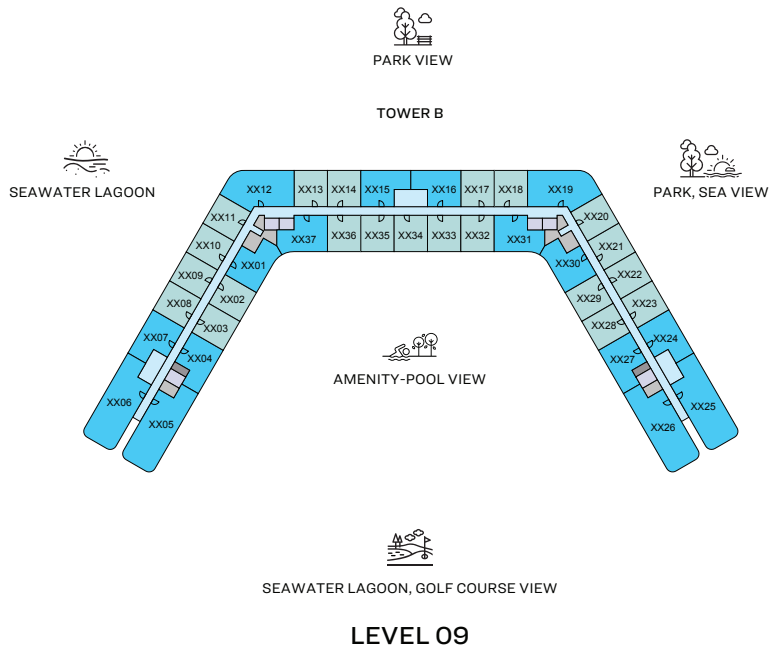 PARK VIEW
TOWER B
SEAWATER LAGOON
PARK, SEA VIEW
XX12
XX13
XX14
XX15
XX16
XX17
XX18
XX19
XX11
XX20
XX37
XX36
XX35
XX34
XX33
XX32
XX31
XX10
XX21
XX01
XX30
XX09
XX22
XX08
XX02
XX29
XX23
XX03
XX28
XX07
XX04
XX27
XX24
XX06
XX05
XX26
XX25
AMENITY-POOL VIEW
SEAWATER LAGOON, GOLF COURSE VIEW
LEVEL 09